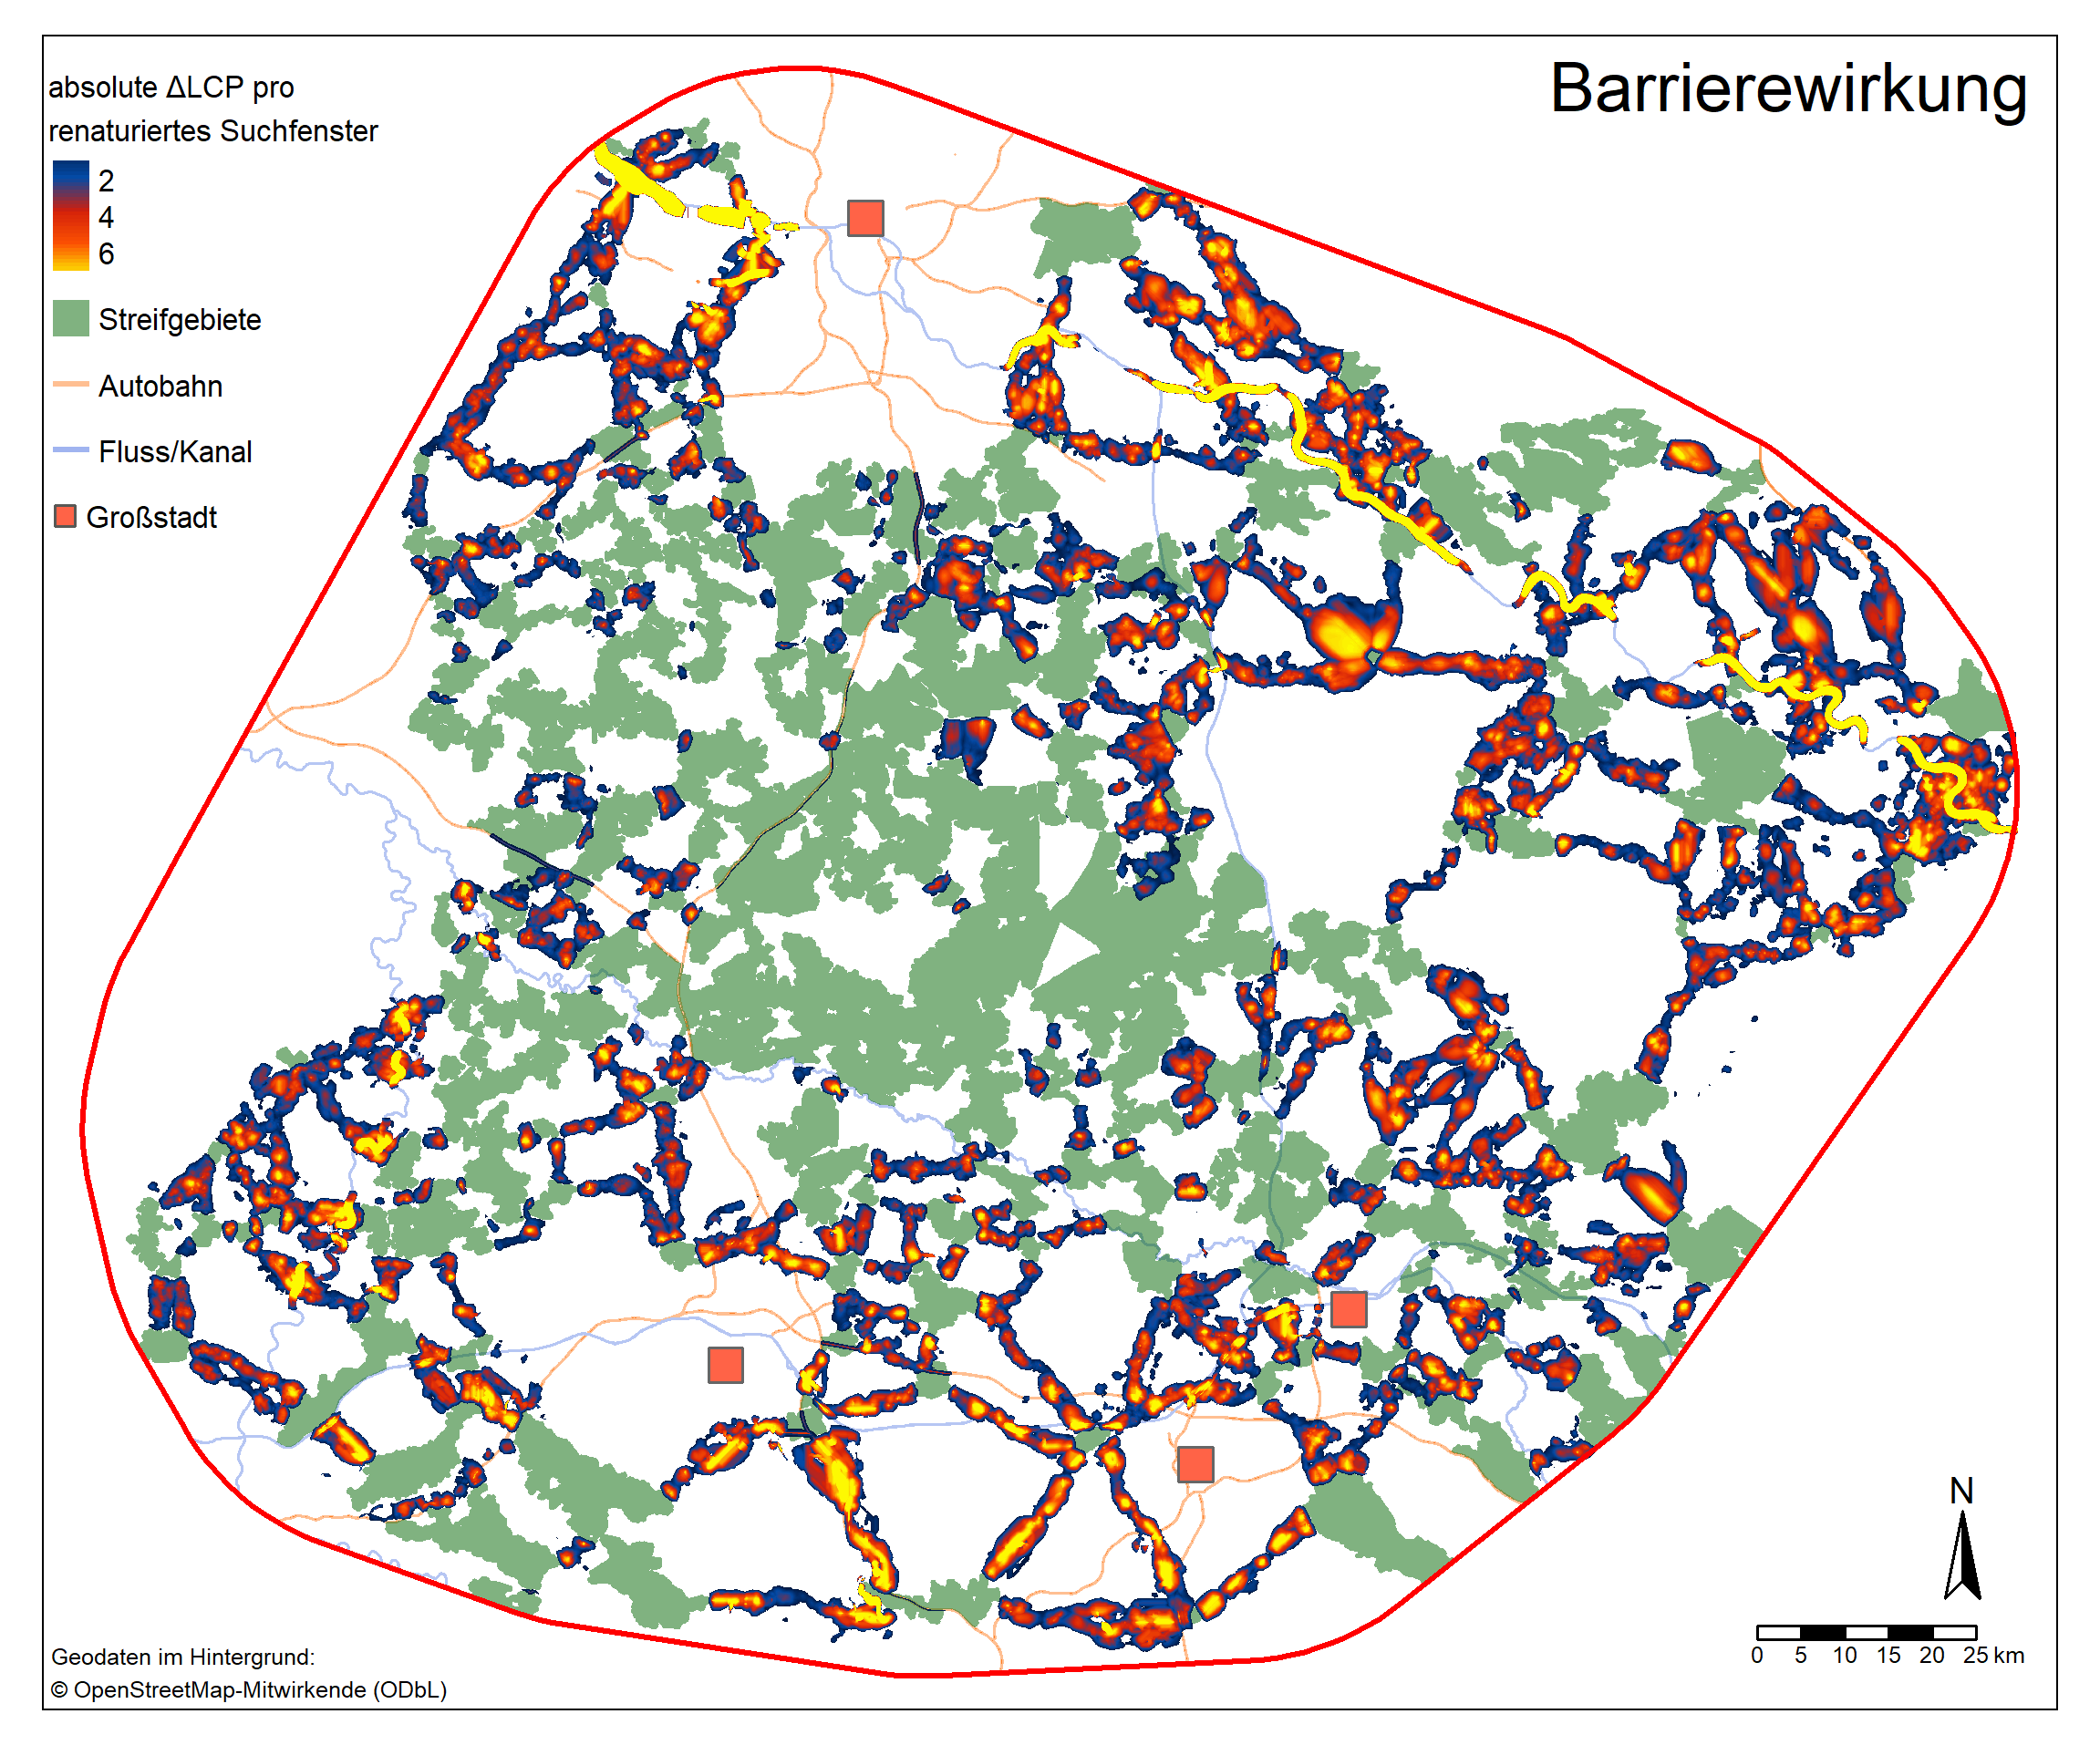 Barrierewirkung
absolute ΔLCP pro
renaturiertes Suchfenster
2
4
6
Streifgebiete
Autobahn
Fluss/Kanal
Großstadt
N
0 5 10 15 20 25 km
Geodaten im Hintergrund:
© OpenStreetMap-Mitwirkende (ODbL)